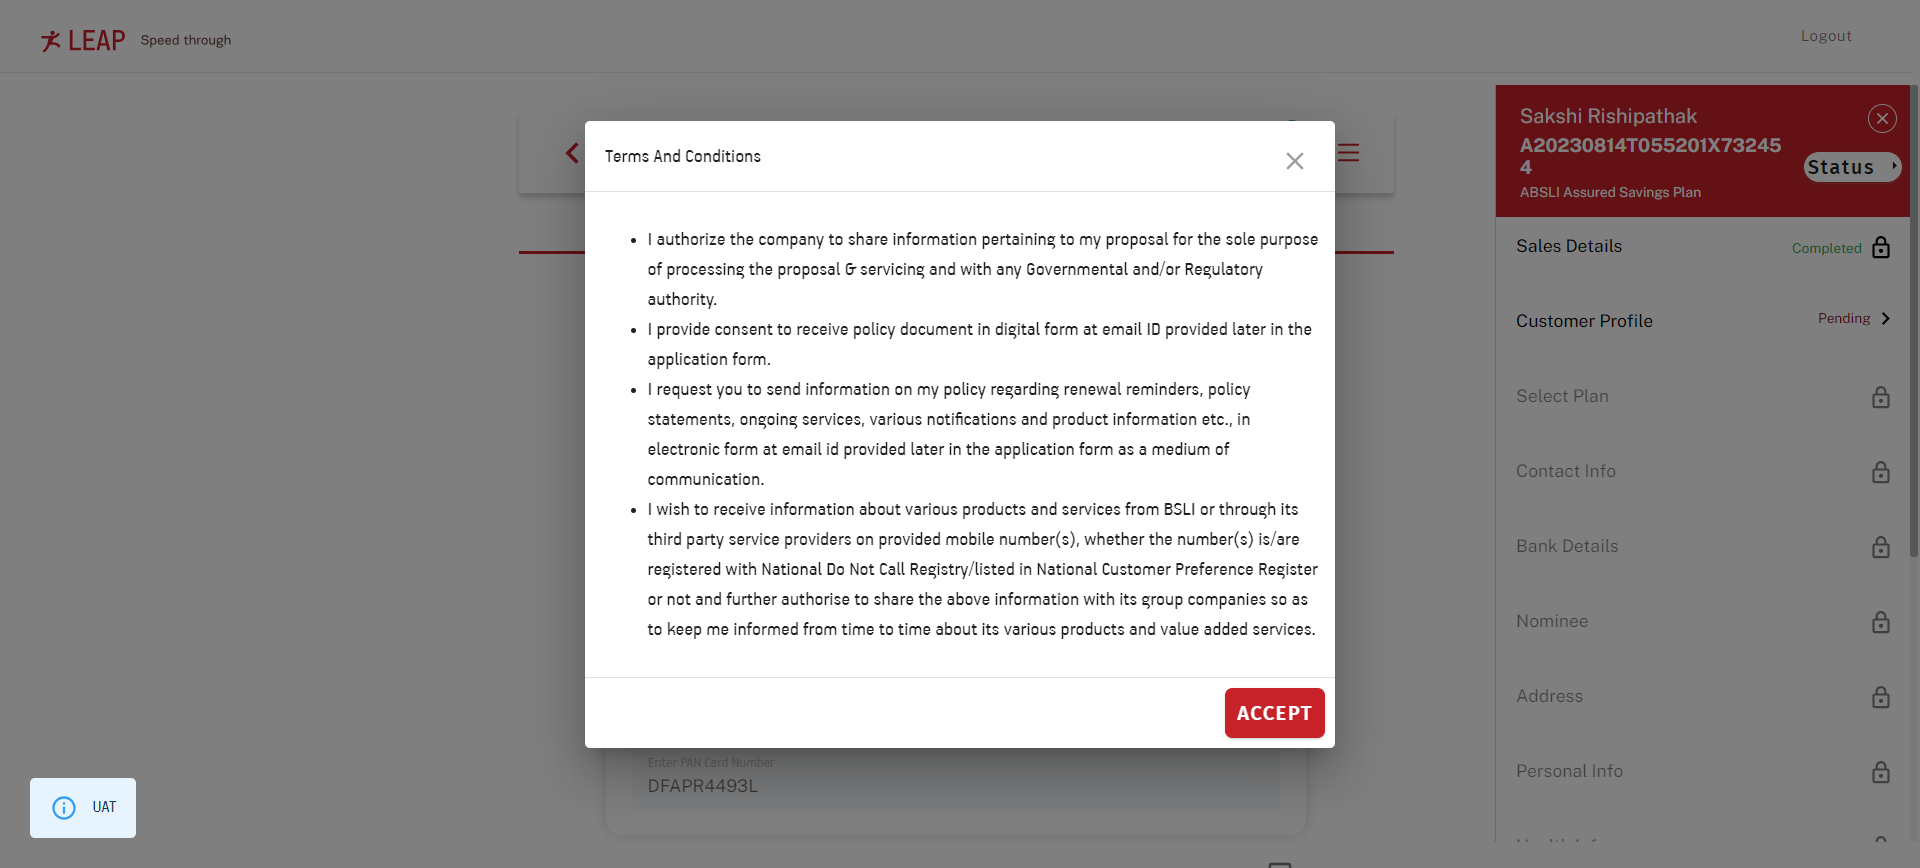 LEAP Speed through
Logout
Terms And Conditions
I authorize the company to share information pertaining to my proposal for the sole purpose
of processing the proposal & servicing and with any Governmental and/or Regulatory
authority.
I provide consent to receive policy document in digital form at email ID provided later in the
application form.
I request you to send information on my policy regarding renewal reminders, policy
statements, ongoing services, various notifications and product information etc., in
electronic form at email id provided later in the application form as a medium of
communication.
I wish to receive information about various products and services from BSLI or through its
third party service providers on provided mobile number(s), whether the number(s) is/are
registered with National Do Not Call Registry/listed in National Customer Preference Register
or not and further authorise to share the above information with its group companies so as
to keep me informed from time to time about its various products and value added services.
ACCEPT
Enter PAN Card Number
DFAPR4493L
UAT
Sakshi Rishipathak
A20230814T055201X73245
4
Status
ABSLI Assured Savings Plan
Sales Details Completed
Customer Profile Pending
Select Plan
Contact Info
Bank Details
Nominee
Address
Personal Info